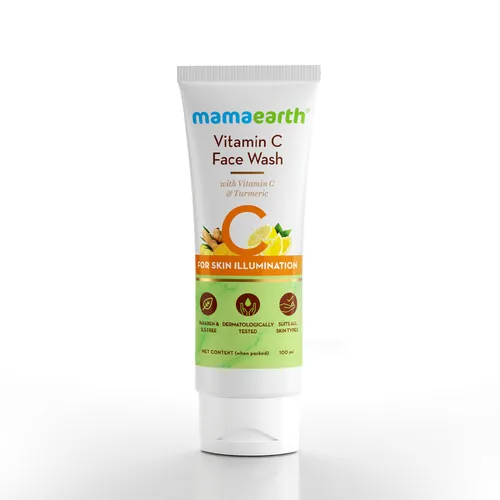 mamaearth®
Vitamin C
Face Wash
with Vitamin C
& Turmeric
C
FOR SKIN ILLUMINATION
PARABEN & DERMATOLOGICALLY SUITS ALL
SLS FREE TESTED SKIN TYPES
NET CONTENT (when packed) 100 ml